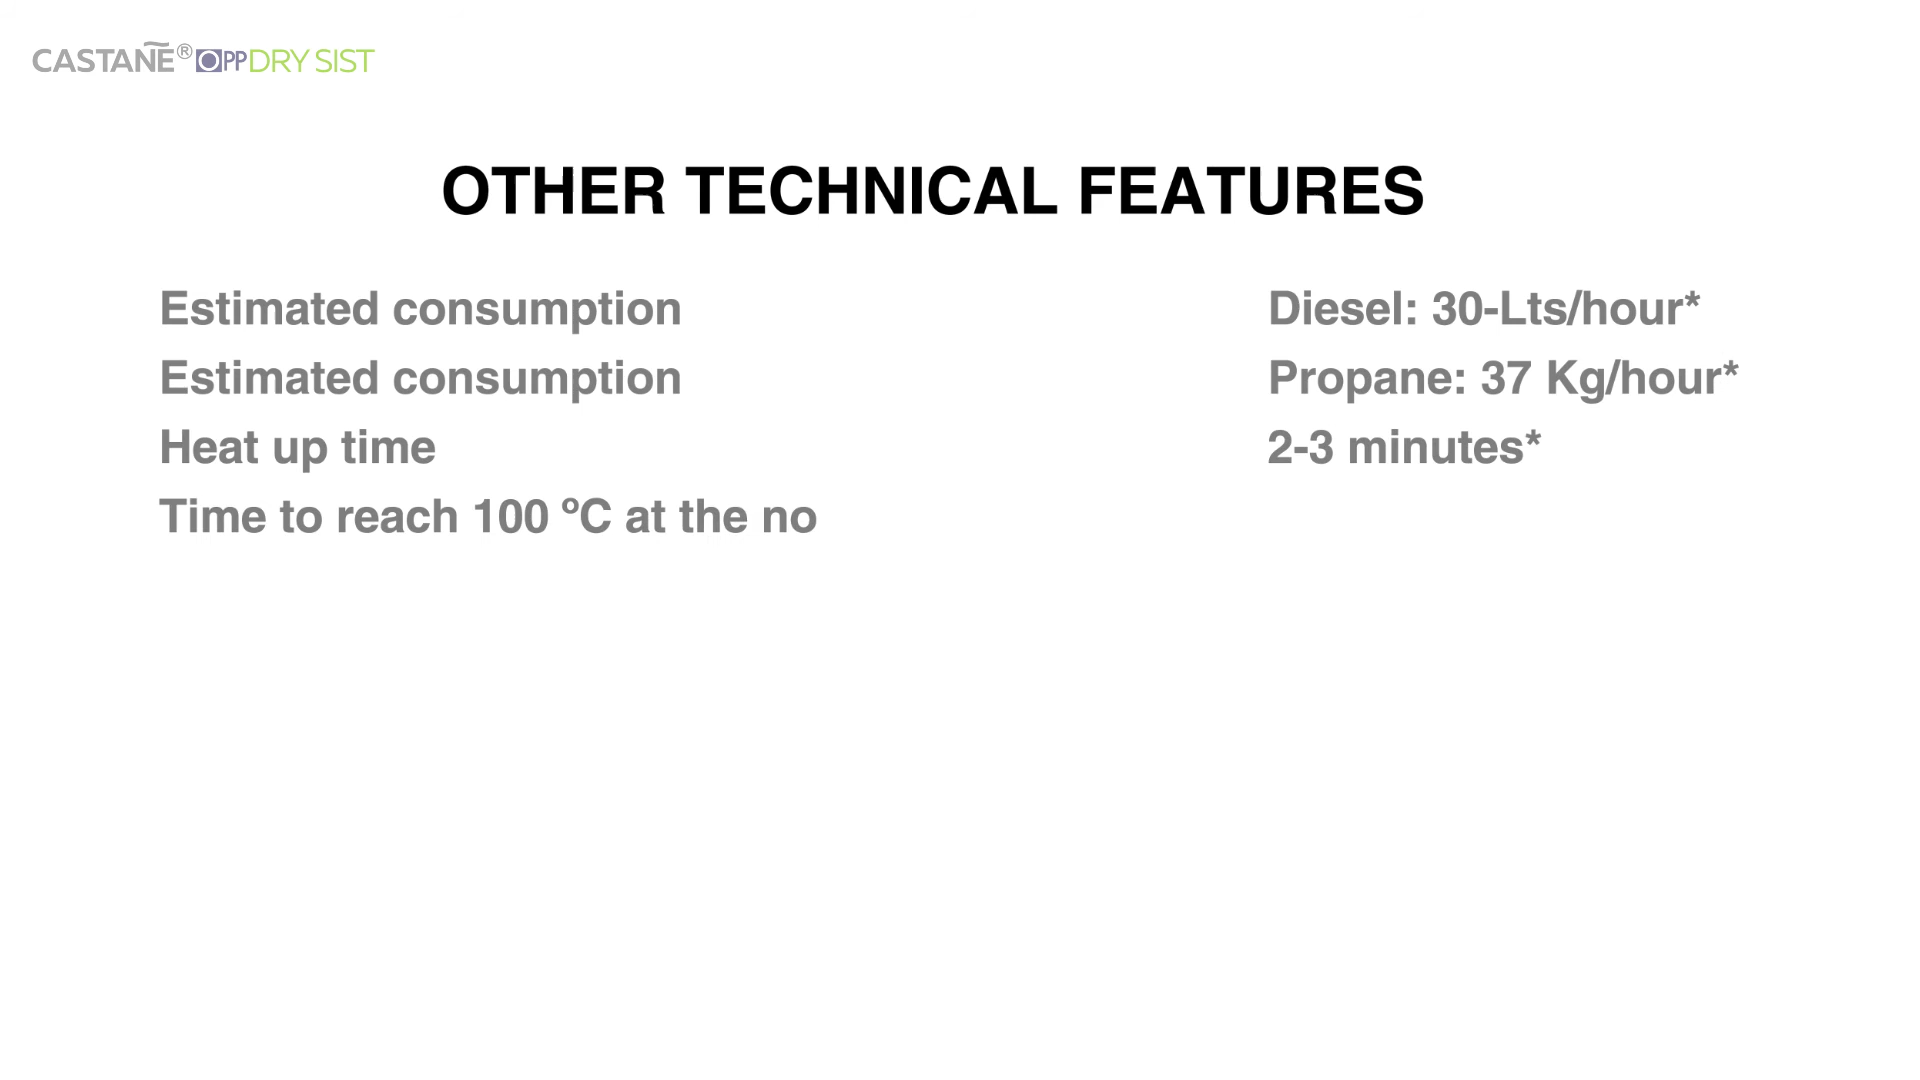 CASTAÑE® OPP DRY SIST
OTHER TECHNICAL FEATURES
Estimated consumption Diesel: 30-Lts/hour*
Estimated consumption Propane: 37 Kg/hour*
Heat up time 2-3 minutes*
Time to reach 100 ºC at the no